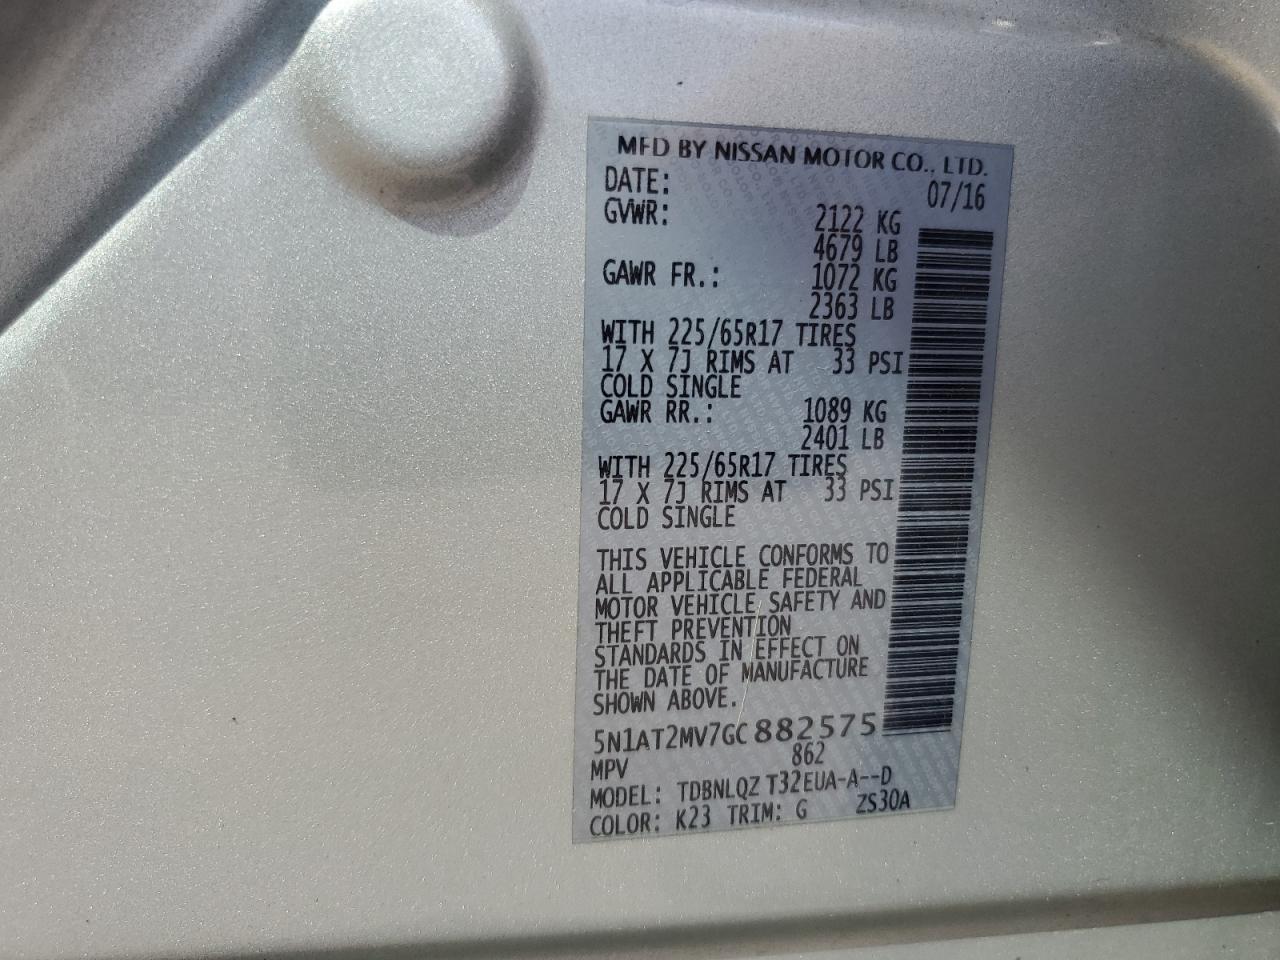 MFD BY NISSAN MOTOR CO., LTD.
DATE: 07/16
GVWR: 2122 KG
4679 LB
GAWR FR.: 1072 KG
2363 LB
WITH 225/65R17 TIRES
17 X 7J RIMS AT 33 PSI
COLD SINGLE
GAWR RR.: 1089 KG
2401 LB
WITH 225/65R17 TIRES
17 X 7J RIMS AT 33 PSI
COLD SINGLE
THIS VEHICLE CONFORMS TO
ALL APPLICABLE FEDERAL
MOTOR VEHICLE SAFETY AND
THEFT PREVENTION
STANDARDS IN EFFECT ON
THE DATE OF MANUFACTURE
SHOWN ABOVE.
5N1AT2MV7GC882575
MPV 862
MODEL: TDBNLQZ T32EUA-A--D
COLOR: K23 TRIM: G ZS30A